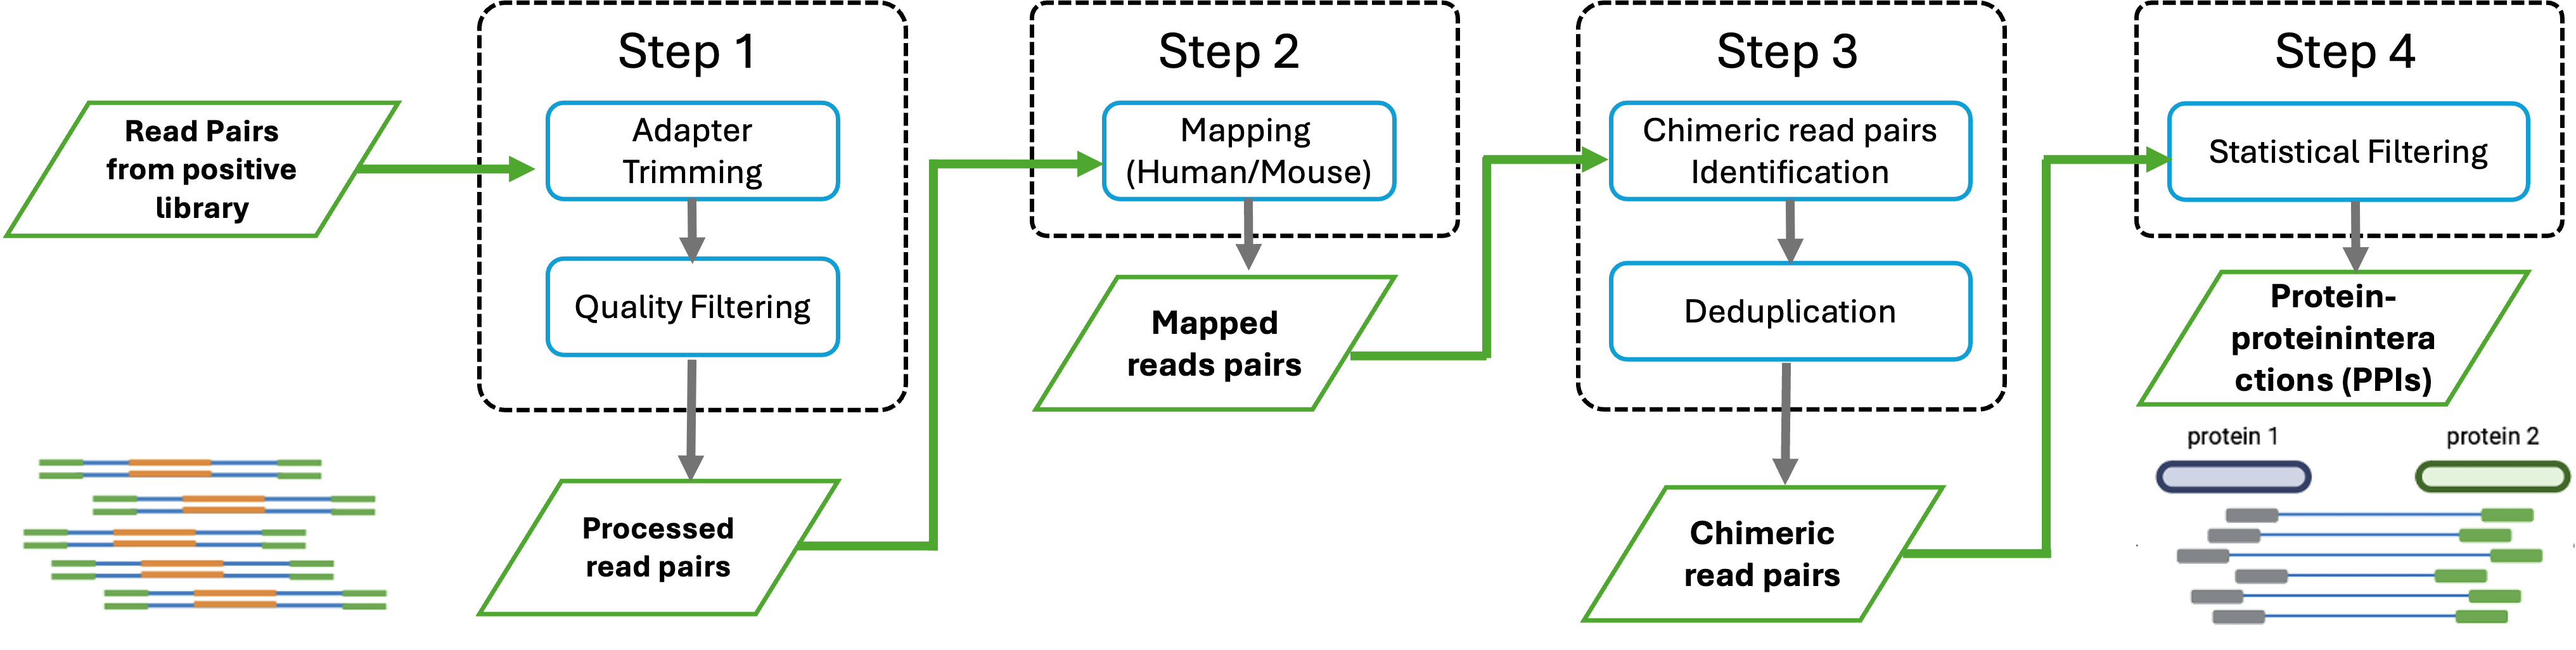 Read Pairs
from positive
library
Step 1
Adapter
Trimming
Quality Filtering
Processed
read pairs
Step 2
Mapping
(Human/Mouse)
Mapped
reads pairs
Step 3
Chimeric read pairs
Identification
Deduplication
Chimeric
read pairs
Step 4
Statistical Filtering
Protein-
proteinintera
ctions (PPIs)
protein 1
protein 2